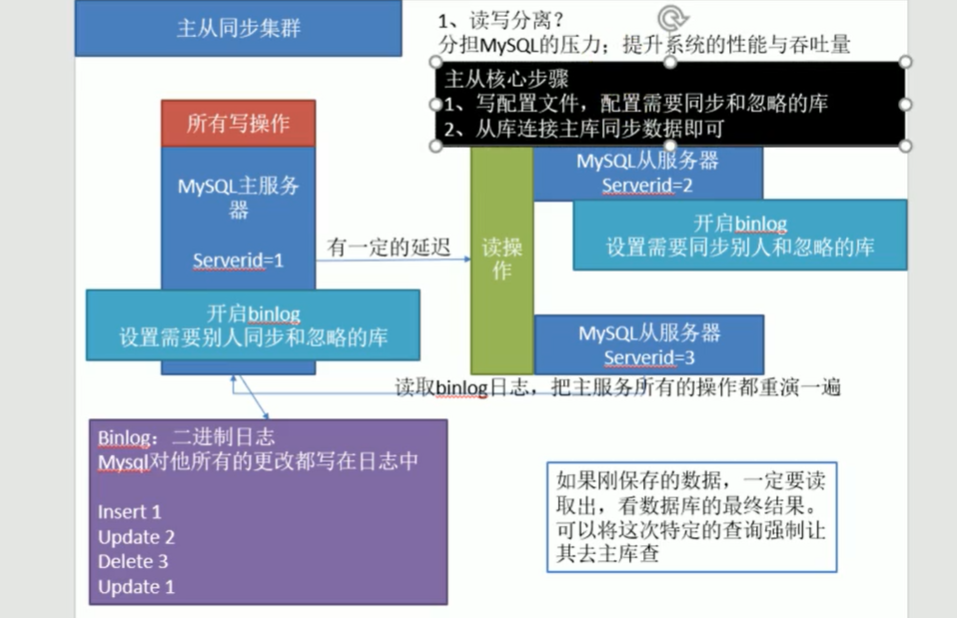 主从同步集群
1、读写分离？
分担MySQL的压力；提升系统的性能与吞吐量
主从核心步骤
1、写配置文件，配置需要同步和忽略的库
2、从库连接主库同步数据即可
所有写操作
MySQL主服务
器
Serverid=1
开启binlog
设置需要别人同步和忽略的库
有一定的延迟
读操
作
MySQL从服务器
Serverid=2
开启binlog
设置需要同步别人和忽略的库
MySQL从服务器
Serverid=3
读取binlog日志，把主服务所有的操作都重演一遍
Binlog：二进制日志
Mysql对他所有的更改都写在日志中
Insert 1
Update 2
Delete 3
Update 1
如果刚保存的数据，一定要读
取出，看数据库的最终结果。
可以将这次特定的查询强制让
其去主库查